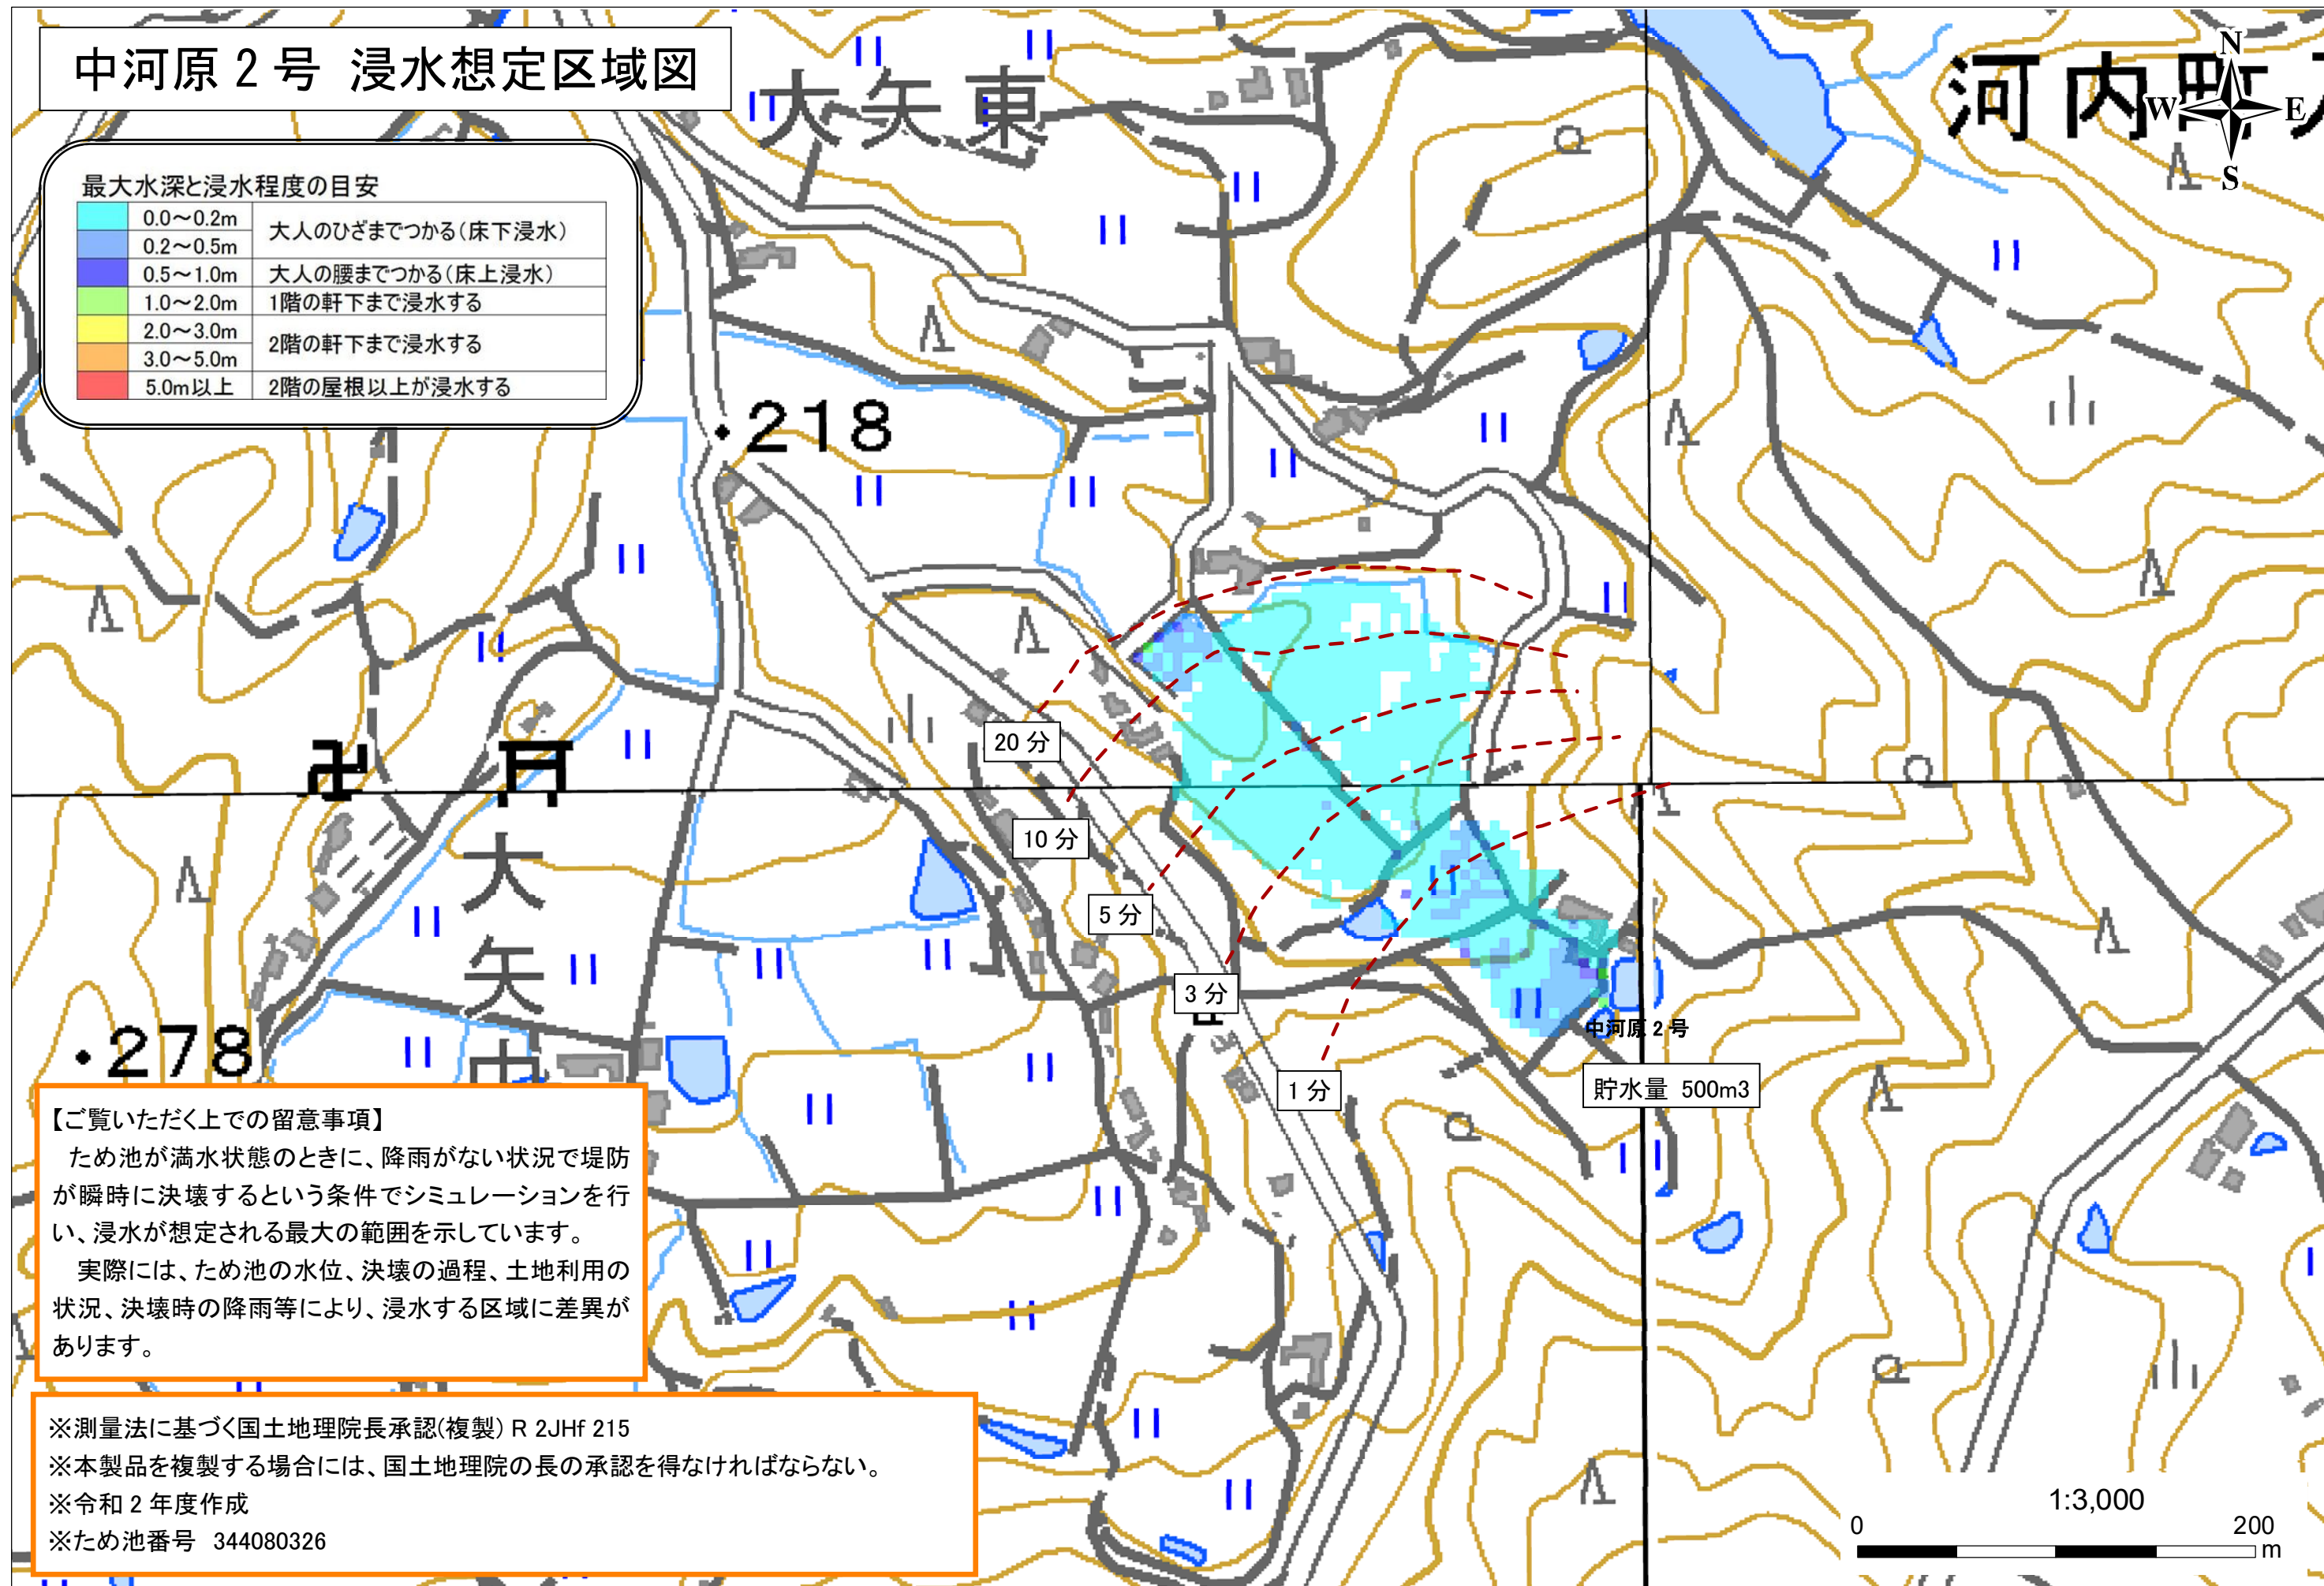 中河原２号 浸水想定区域図
最大水深と浸水程度の目安
0.0～0.2m
大人のひざまでつかる（床下浸水）
0.2～0.5m
0.5～1.0m 大人の腰までつかる（床上浸水）
1.0～2.0m 1階の軒下まで浸水する
2.0～3.0m
2階の軒下まで浸水する
3.0～5.0m
5.0m以上 2階の屋根以上が浸水する
大矢東
河内町
N
W E
S
218
20 分
10 分
5 分
3 分
1 分
大矢中
278
中河原 2 号
貯水量 500m3
【ご覧いただく上での留意事項】
ため池が満水状態のときに、降雨がない状況で堤防
が瞬時に決壊するという条件でシミュレーションを行
い、浸水が想定される最大の範囲を示しています。
実際には、ため池の水位、決壊の過程、土地利用の
状況、決壊時の降雨等により、浸水する区域に差異が
あります。
※測量法に基づく国土地理院長承認(複製) R 2JHf 215
※本製品を複製する場合には、国土地理院の長の承認を得なければならない。
※令和 2 年度作成
※ため池番号 344080326
1:3,000
0 200
m